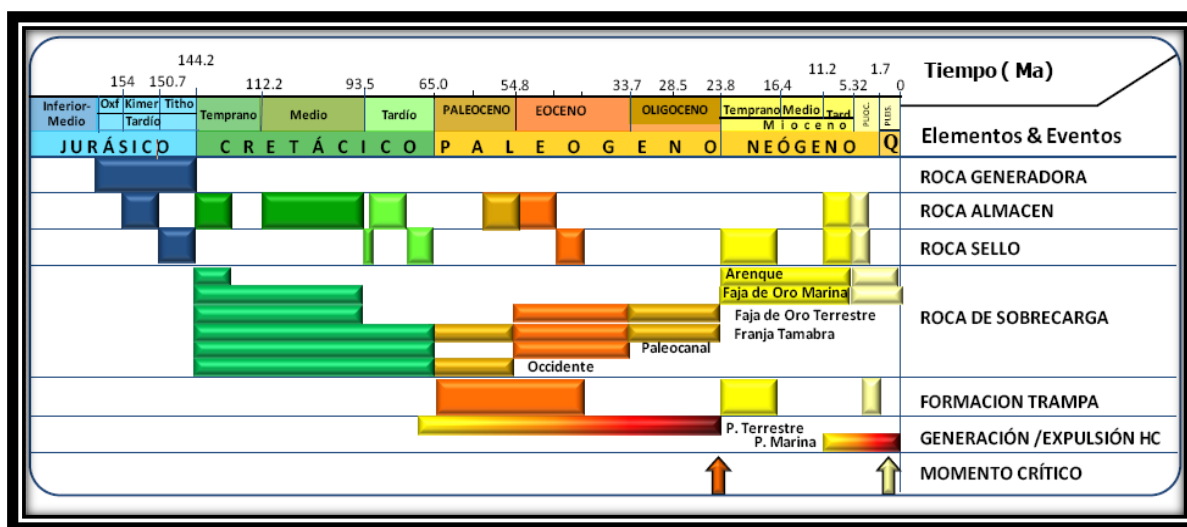 144.2 11.2 1.7 Tiempo ( Ma)
154 150.7 112.2 93.5 65.0 54.8 33.7 28.5 23.8 16.4 5.32 0
Inferior-Medio Oxf Kimer Titho Tardío Temprano Medio Tardío PALEOCENO EOCENO OLIGOCENO Temprano Medio Tard Mioceno PLIOC. PLEIS.
JURÁSICO CRETÁCICO PALEOGENO NEÓGENO Q Elementos & Eventos
ROCA GENERADORA
ROCA ALMACEN
ROCA SELLO
Arenque
Faja de Oro Marina
Faja de Oro Terrestre
ROCA DE SOBRECARGA
Franja Tamabra
Paleocanal
Occidente
FORMACION TRAMPA
P. Terrestre
P. Marina GENERACIÓN /EXPULSIÓN HC
MOMENTO CRÍTICO